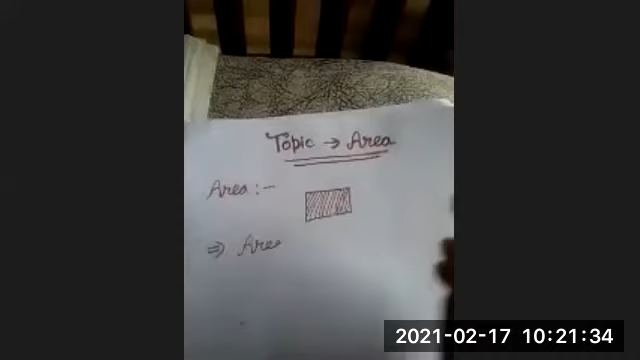 Topic → Area
Area :-
⇒ Area
2021-02-17 10:21:34